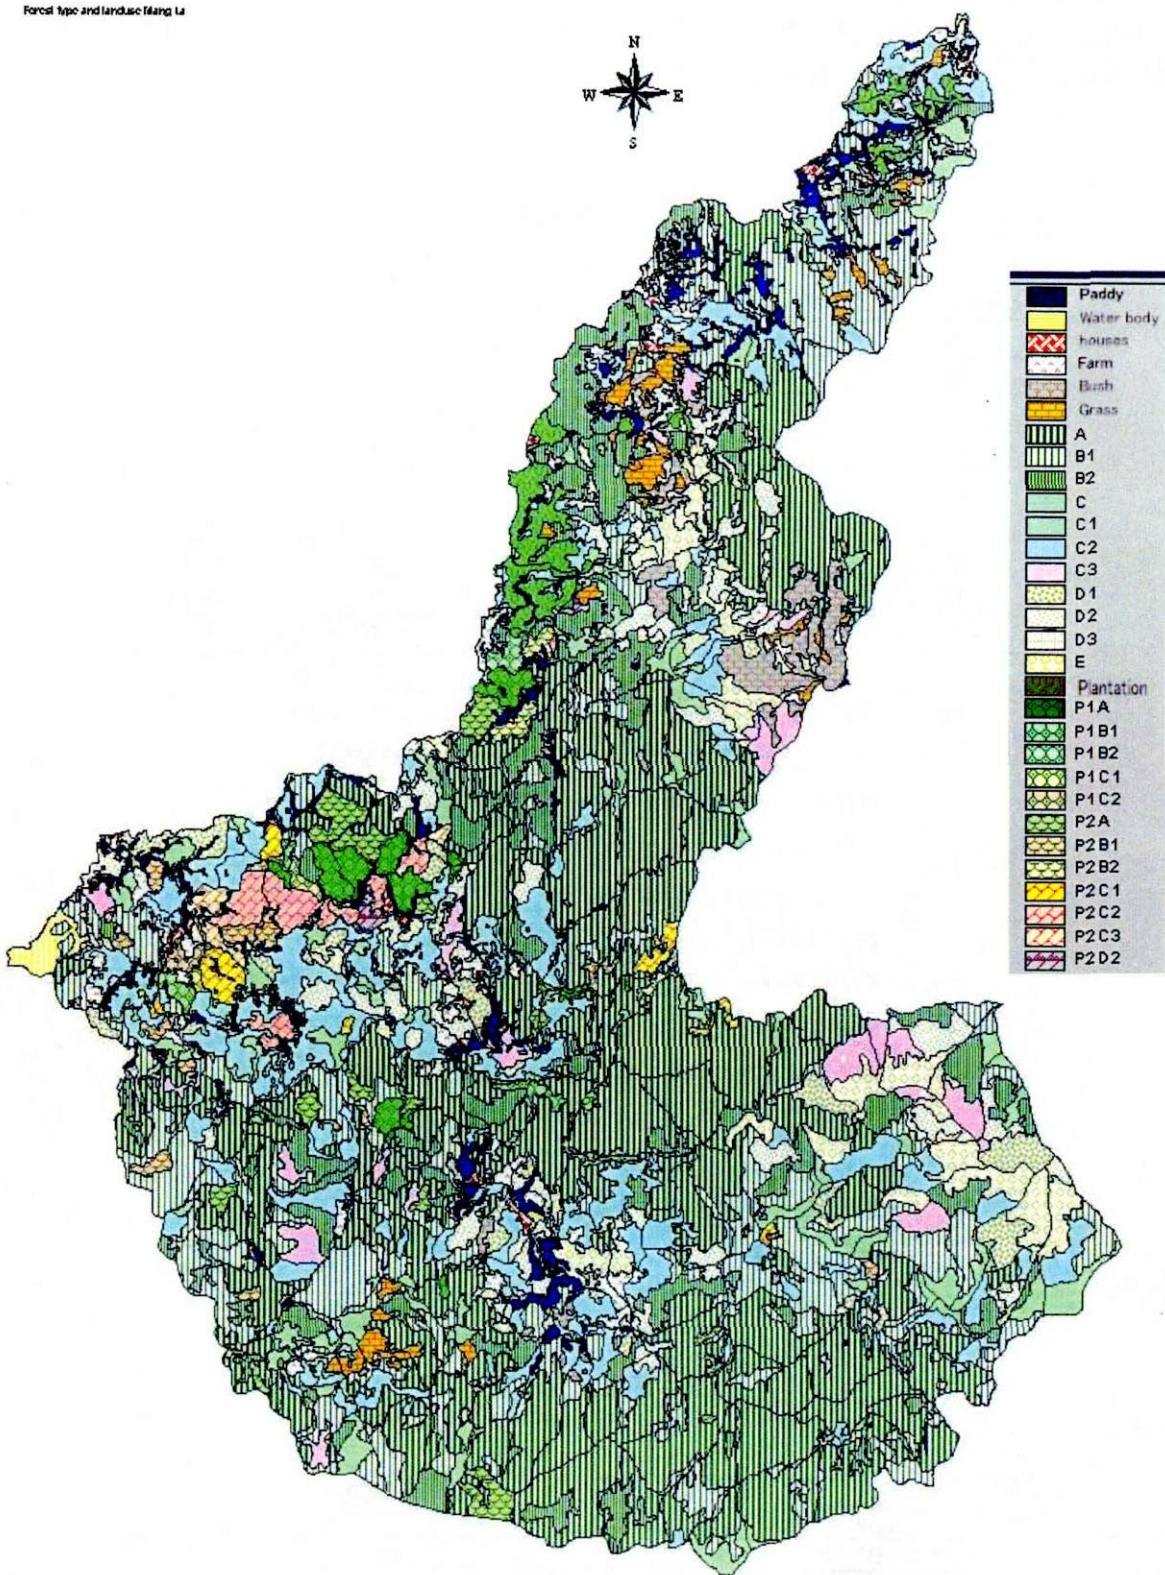 Forest type and landuse Mang La
N
W E
S
Paddy
Water body
houses
Farm
Bush
Grass
A
B1
B2
C
C1
C2
C3
D1
D2
D3
E
Plantation
P1A
P1B1
P1B2
P1C1
P1C2
P2A
P2B1
P2B2
P2C1
P2C2
P2C3
P2D2